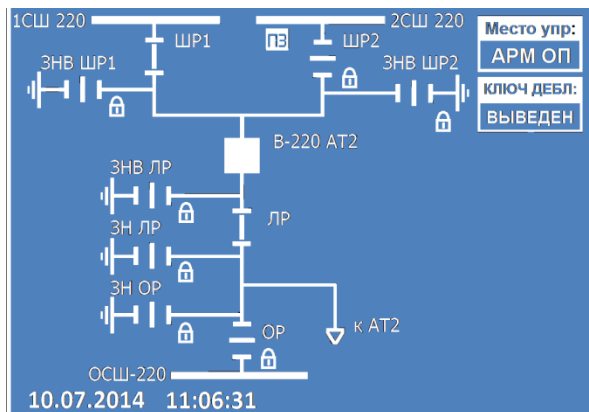 1СШ 220
2СШ 220
Место упр:
АРМ ОП
ШР1
ПЗ
ШР2
ЗНВ ШР1
ЗНВ ШР2
КЛЮЧ ДЕБЛ:
ВЫВЕДЕН
В-220 АТ2
ЗНВ ЛР
ЛР
ЗН ЛР
ЗН ОР
ОР
к АТ2
ОСШ-220
10.07.2014 11:06:31